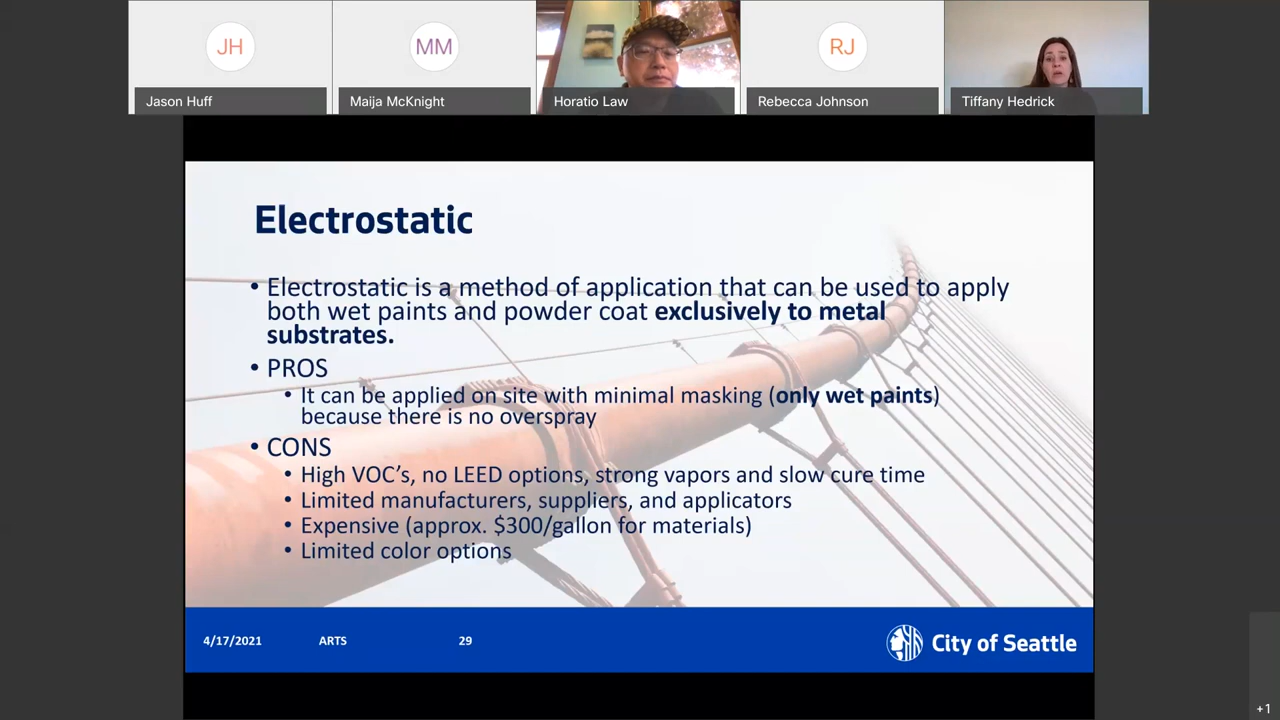 JH
MM
RJ
Jason Huff
Maija McKnight
Horatio Law
Rebecca Johnson
Tiffany Hedrick
Electrostatic
• Electrostatic is a method of application that can be used to apply
both wet paints and powder coat exclusively to metal
substrates.
• PROS
• It can be applied on site with minimal masking (only wet paints)
because there is no overspray
• CONS
• High VOC's, no LEED options, strong vapors and slow cure time
• Limited manufacturers, suppliers, and applicators
• Expensive (approx. $300/gallon for materials)
• Limited color options
4/17/2021 ARTS 29 City of Seattle
+1